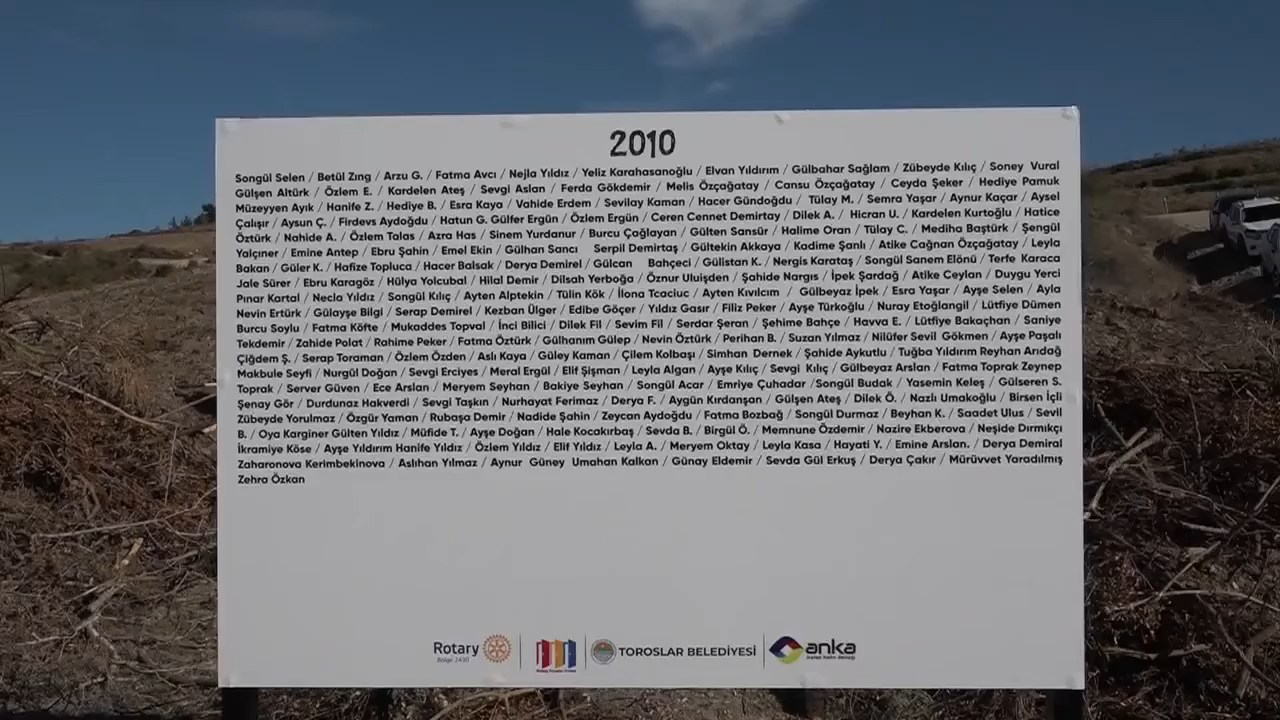 2010
Songül Selen / Betül Zıng / Arzu G. / Fatma Avcı / Nejla Yıldız / Yeliz Karahasanoğlu / Elvan Yıldırım / Gülbahar Sağlam / Zübeyde Kılıç / Soney Vural
Gülşen Altürk / Özlem E. / Kardelen Ateş / Sevgi Aslan / Ferda Gökdemir / Melis Özçağatay / Cansu Özçağatay / Ceyda Şeker / Hediye Pamuk
Müzeyyen Ayık / Hanife Z. / Hediye B. / Esra Kaya / Vahide Erdem / Sevilay Kaman / Hacer Gündoğdu / Tülay M. / Semra Yaşar / Aynur Kaçar / Aysel
Çalışır / Aysun Ç. / Firdevs Aydoğdu / Hatun G. Gülfer Ergün / Özlem Ergün / Ceren Cennet Demirtay / Dilek A. / Hicran U. / Kardelen Kurtoğlu / Hatice
Öztürk / Nahide A. / Özlem Talas / Azra Has / Sinem Yurdanur / Burcu Çağlayan / Gülten Sansür / Halime Oran / Tülay C. / Mediha Baştürk / Şengül
Yalçıner / Emine Antep / Ebru Şahin / Emel Ekin / Gülhan Sancı Serpil Demirtaş / Gültekin Akkaya / Kadime Şanlı / Atike Cağnan Özçağatay / Leyla
Bakan / Güler K. / Hafize Topluca / Hacer Balsak / Derya Demirel / Gülcan Bahçeci / Gülistan K. / Nergis Karataş / Songül Sanem Elönü / Terfe Karaca
Jale Sürer / Ebru Karagöz / Hülya Yolcubal / Hilal Demir / Dilsah Yerboğa / Öznur Uluişden / Şahide Nargıs / İpek Şardağ / Atike Ceylan / Duygu Yerci
Pınar Kartal / Necla Yıldız / Songül Kılıç / Ayten Alptekin / Tülin Kök / İlona Tcaciuc / Ayten Kıvılcım / Gülbeyaz İpek / Esra Yaşar / Ayşe Selen / Ayla
Nevin Ertürk / Gülayşe Bilgi / Serap Demirel / Kezban Ülger / Edibe Göçer / Yıldız Gasır / Filiz Peker / Ayşe Türkoğlu / Nuray Etoğlangil / Lütfiye Dümen
Burcu Soylu / Fatma Köfte / Mukaddes Topval / İnci Bilici / Dilek Fil / Sevim Fil / Serdar Şeran / Şehime Bahçe / Havva E. / Lütfiye Bakaçhan / Saniye
Tekdemir / Zahide Polat / Rahime Peker / Fatma Öztürk / Gülhanım Gülep / Nevin Öztürk / Perihan B. / Suzan Yılmaz / Nilüfer Sevil Gökmen / Ayşe Paşalı
Çiğdem Ş. / Serap Toraman / Özlem Özden / Aslı Kaya / Güley Kaman / Çilem Kolbaşı / Simhan Dernek / Şahide Aykutlu / Tuğba Yıldırım Reyhan Arıdağ
Makbule Seyfi / Nurgül Doğan / Sevgi Erciyes / Meral Ergül / Elif Şişman / Leyla Algan / Ayşe Kılıç / Sevgi Kılıç / Gülbeyaz Arslan / Fatma Toprak Zeynep
Toprak / Server Güven / Ece Arslan / Meryem Seyhan / Bakiye Seyhan / Songül Acar / Emriye Çuhadar /Songül Budak / Yasemin Keleş / Gülseren S.
Şenay Gör / Durdunaz Hakverdi / Sevgi Taşkın / Nurhayat Ferimaz / Derya F. / Aygün Kırdanşan / Gülşen Ateş / Dilek Ö. / Nazlı Umakoğlu / Birsen İçli
Zübeyde Yorulmaz / Özgür Yaman / Rubaşa Demir / Nadide Şahin / Zeycan Aydoğdu / Fatma Bozbağ / Songül Durmaz / Beyhan K. / Saadet Ulus / Sevil
B. / Oya Karginer Gülten Yıldız / Müfide T. / Ayşe Doğan / Hale Kocakırbaş / Sevda B. / Birgül Ö. / Memnune Özdemir / Nazire Ekberova / Neşide Dırmıkçı
İkramiye Köse / Ayşe Yıldırım Hanife Yıldız / Özlem Yıldız / Elif Yıldız / Leyla A. / Meryem Oktay / Leyla Kasa / Hayati Y. / Emine Arslan. / Derya Demiral
Zaharonova Kerimbekinova / Aslıhan Yılmaz / Aynur Güney Umahan Kalkan / Günay Eldemir / Sevda Gül Erkuş / Derya Çakır / Mürüvvet Yaradılmış
Zehra Özkan
Rotary
Bölge 2430
TOROSLAR BELEDİYESİ
anka